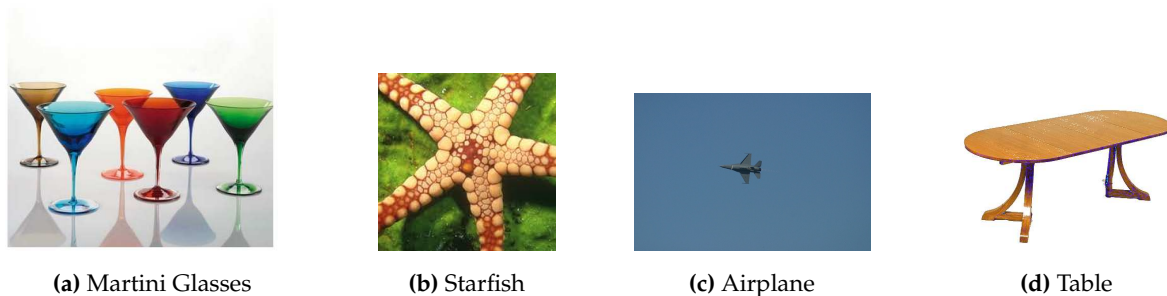 (a) Martini Glasses
(b) Starfish
(c) Airplane
(d) Table